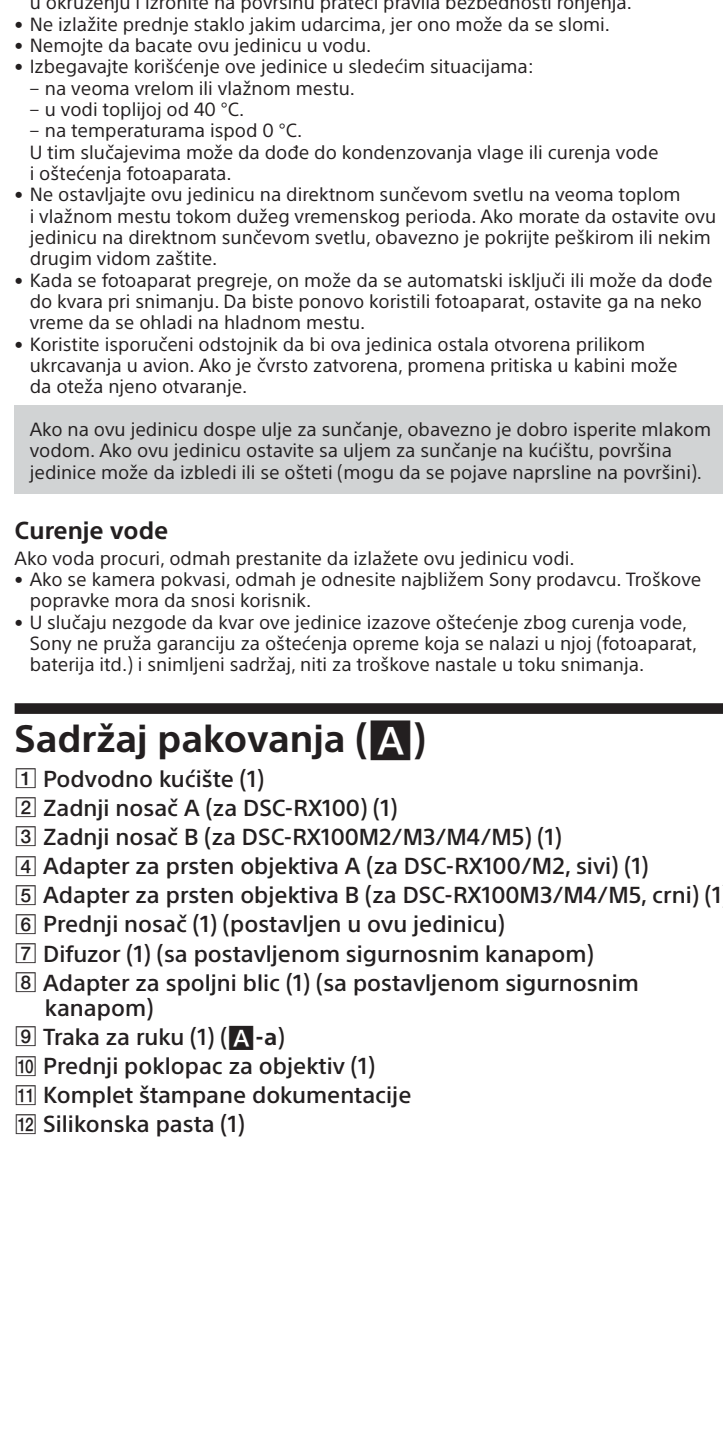 u okruženju i izronite na površinu prateći pravila bezbednosti ronjenja.
• Ne izlažite prednje staklo jakim udarcima, jer ono može da se slomi.
• Nemojte da bacate ovu jedinicu u vodu.
• Izbegavajte korišćenje ove jedinice u sledećim situacijama:
– na veoma vrelom ili vlažnom mestu.
– u vodi toplijoj od 40 °C.
– na temperaturama ispod 0 °C.
U tim slučajevima može da dođe do kondenzovanja vlage ili curenja vode
i oštećenja fotoaparata.
• Ne ostavljajte ovu jedinicu na direktnom sunčevom svetlu na veoma toplom
i vlažnom mestu tokom dužeg vremenskog perioda. Ako morate da ostavite ovu
jedinicu na direktnom sunčevom svetlu, obavezno je pokrijte peškirom ili nekim
drugim vidom zaštite.
• Kada se fotoaparat pregreje, on može da se automatski isključi ili može da dođe
do kvara pri snimanju. Da biste ponovo koristili fotoaparat, ostavite ga na neko
vreme da se ohladi na hladnom mestu.
• Koristite isporučeni odstojnik da bi ova jedinica ostala otvorena prilikom
ukrcavanja u avion. Ako je čvrsto zatvorena, promena pritiska u kabini može
da oteža njeno otvaranje.
Ako na ovu jedinicu dospe ulje za sunčanje, obavezno je dobro isperite mlakom
vodom. Ako ovu jedinicu ostavite sa uljem za sunčanje na kućištu, površina
jedinice može da izbledi ili se ošteti (mogu da se pojave naprsline na površini).
Curenje vode
Ako voda procuri, odmah prestanite da izlažete ovu jedinicu vodi.
• Ako se kamera pokvasi, odmah je odnesite najbližem Sony prodavcu. Troškove
popravke mora da snosi korisnik.
• U slučaju nezgode da kvar ove jedinice izazove oštećenje zbog curenja vode,
Sony ne pruža garanciju za oštećenja opreme koja se nalazi u njoj (fotoaparat,
baterija itd.) i snimljeni sadržaj, niti za troškove nastale u toku snimanja.
Sadržaj pakovanja (A)
1 Podvodno kućište (1)
2 Zadnji nosač A (za DSC-RX100) (1)
3 Zadnji nosač B (za DSC-RX100M2/M3/M4/M5) (1)
4 Adapter za prsten objektiva A (za DSC-RX100/M2, sivi) (1)
5 Adapter za prsten objektiva B (za DSC-RX100M3/M4/M5, crni) (1
6 Prednji nosač (1) (postavljen u ovu jedinicu)
7 Difuzor (1) (sa postavljenom sigurnosnim kanapom)
8 Adapter za spoljni blic (1) (sa postavljenom sigurnosnim
kanapom)
9 Traka za ruku (1) (A-a)
10 Prednji poklopac za objektiv (1)
11 Komplet štampane dokumentacije
12 Silikonska pasta (1)